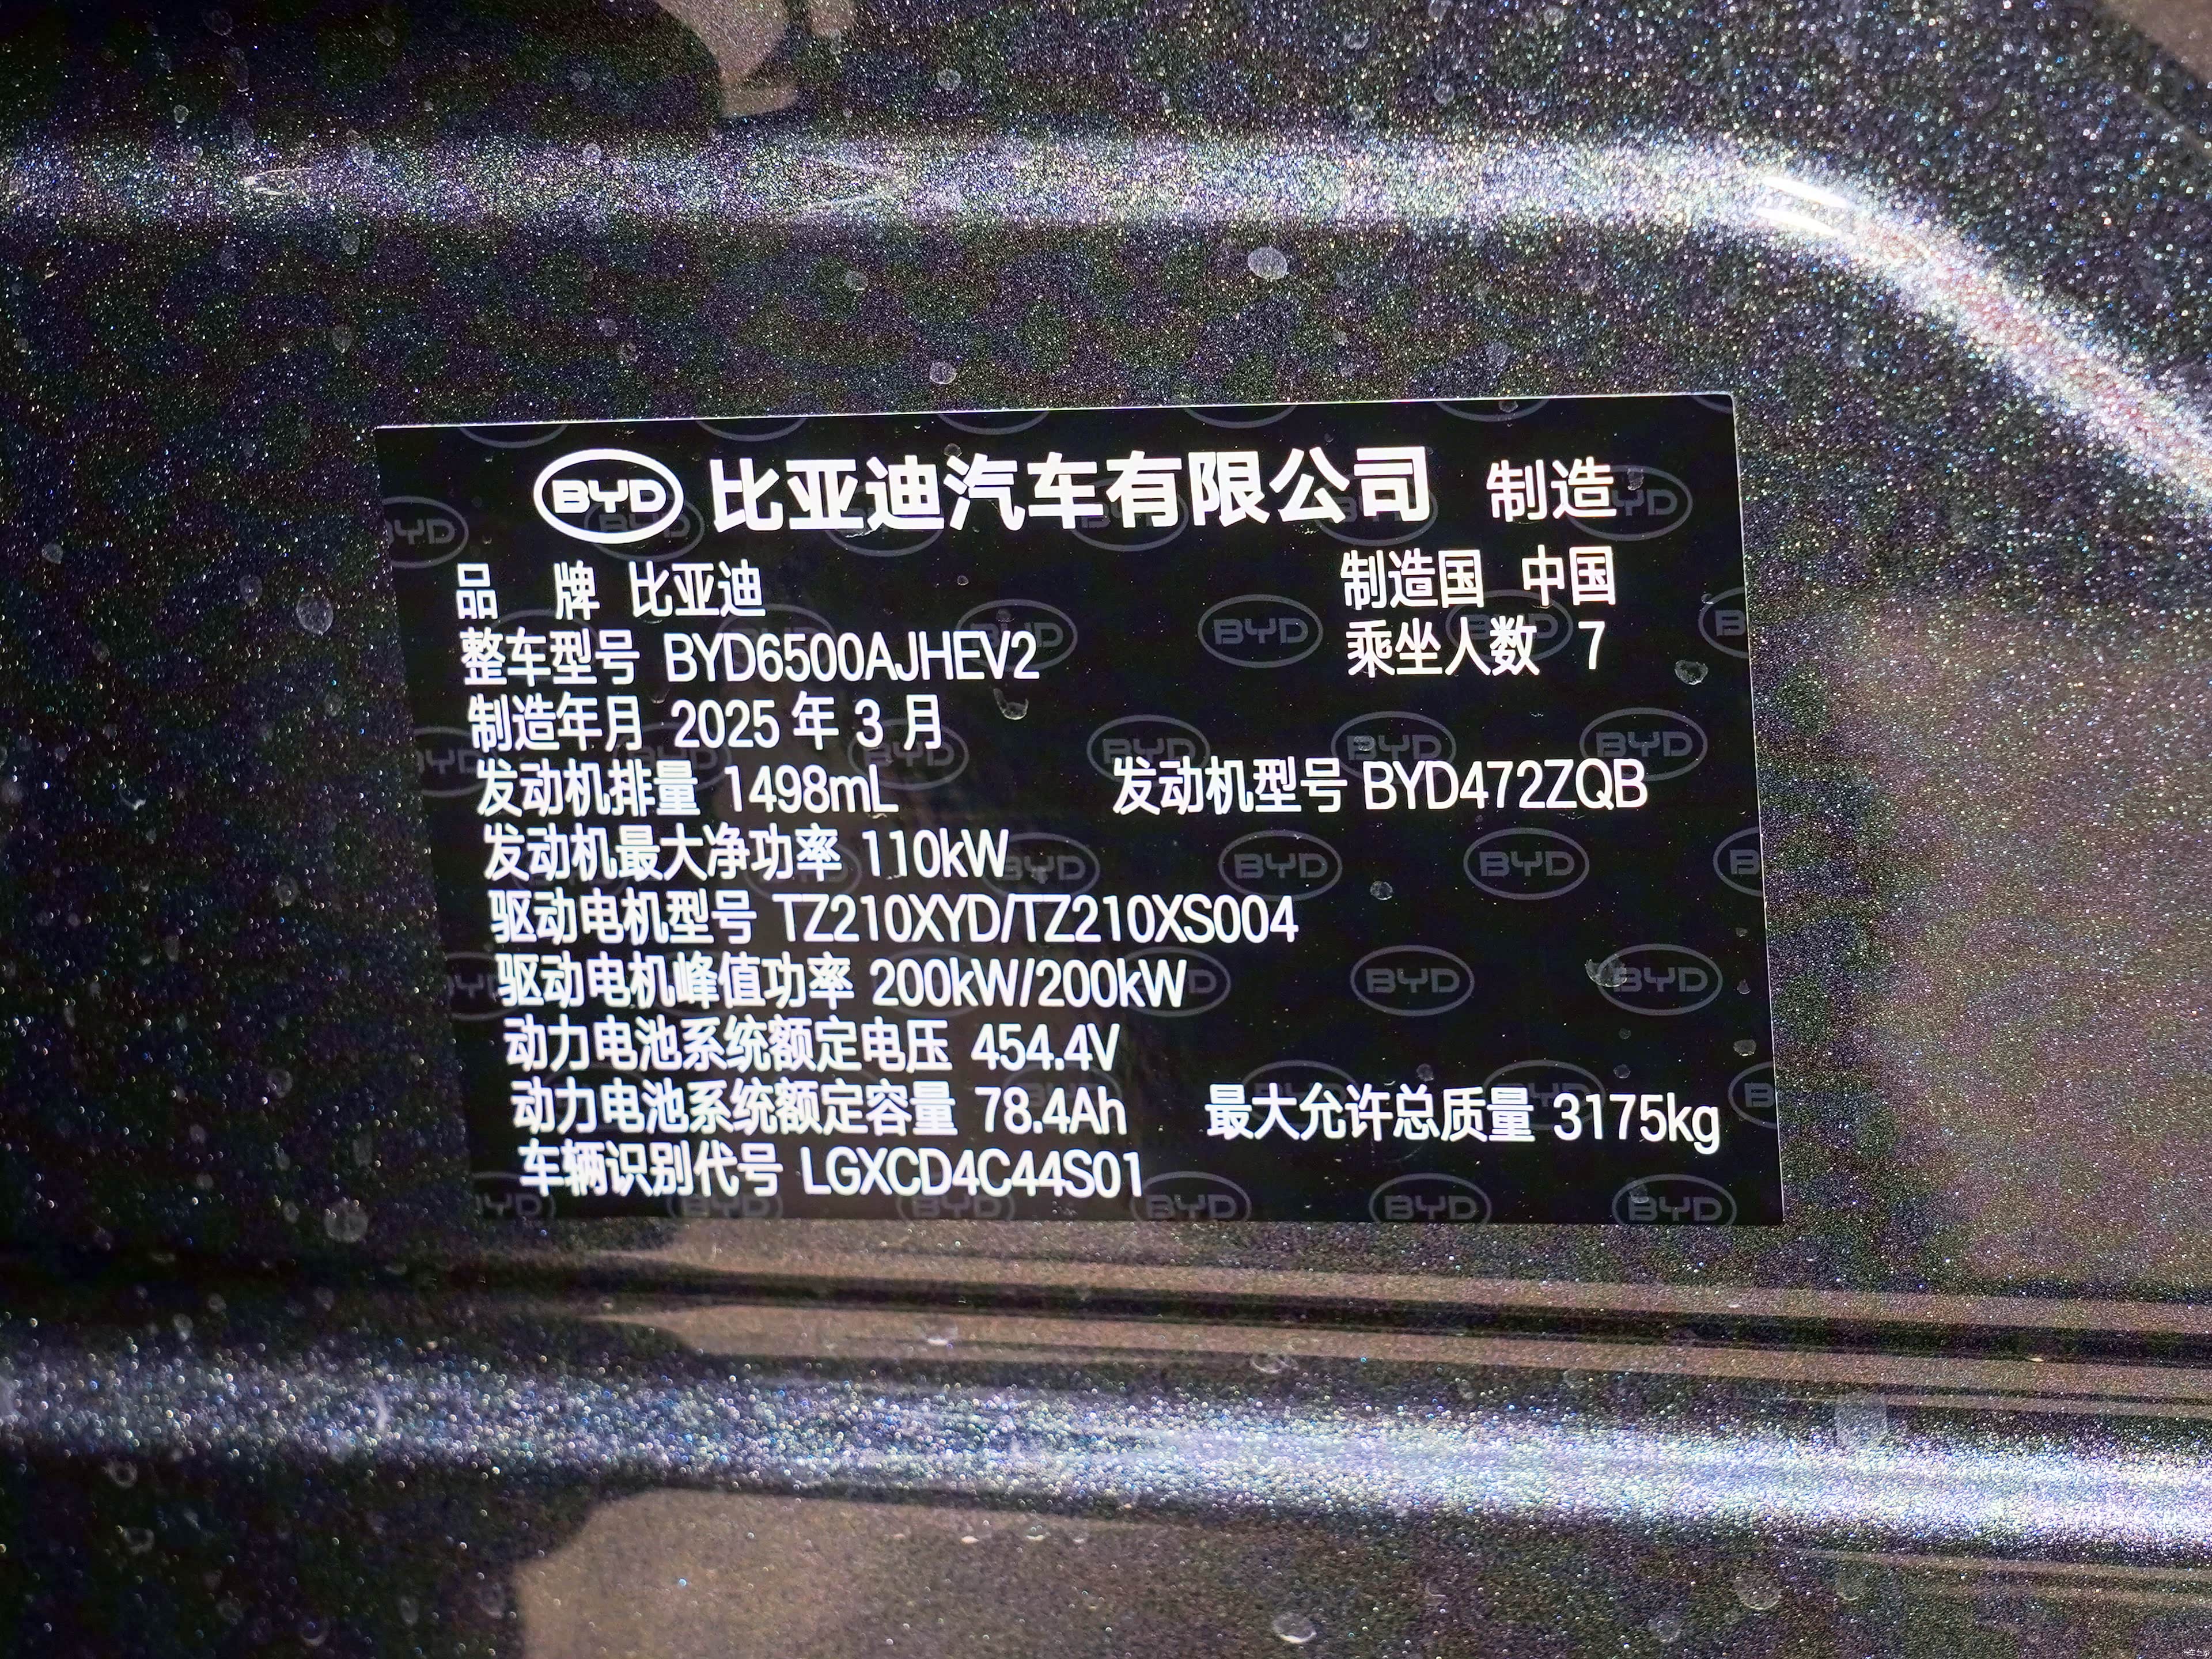 BYD 比亚迪汽车有限公司 制造
品 牌 比亚迪 制造国 中国
整车型号 BYD6500AJHEV2 乘坐人数 7
制造年月 2025 年 3 月
发动机排量 1498mL 发动机型号 BYD472ZQB
发动机最大净功率 110kW
驱动电机型号 TZ210XYD/TZ210XS004
驱动电机峰值功率 200kW/200kW
动力电池系统额定电压 454.4V
动力电池系统额定容量 78.4Ah 最大允许总质量 3175kg
车辆识别代号 LGXCD4C44S01